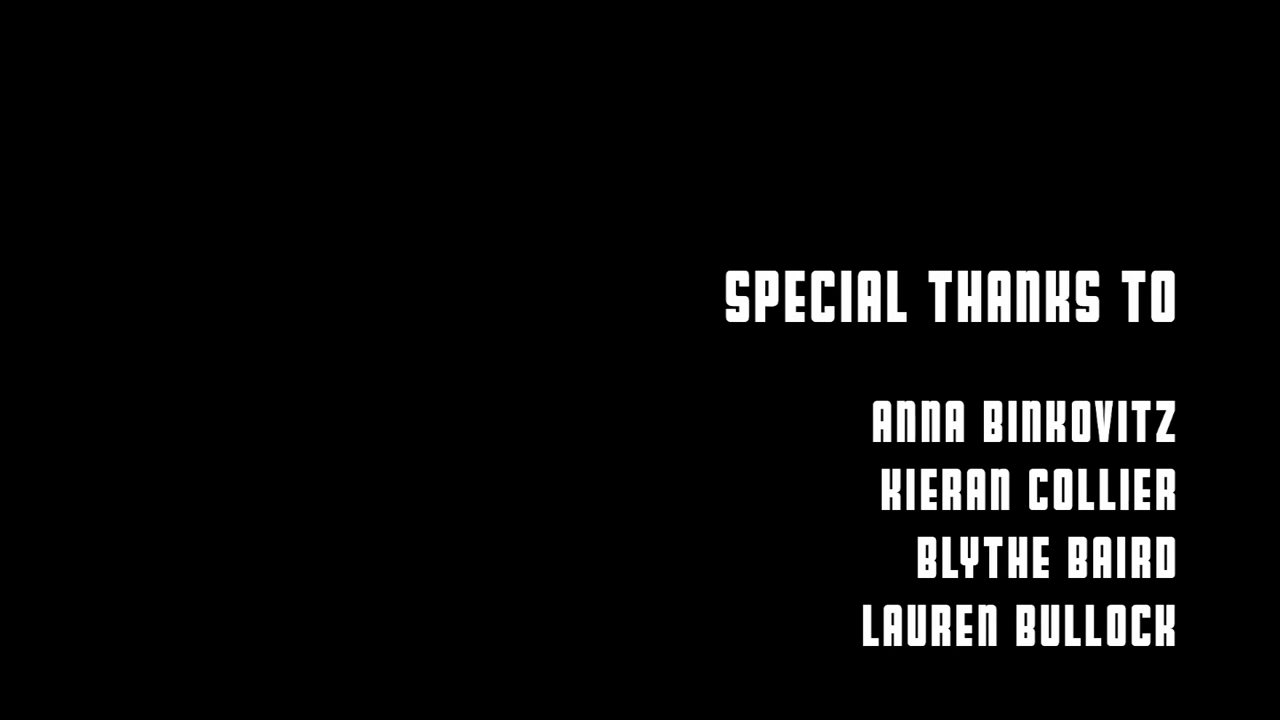 SPECIAL THANKS TO
ANNA BINKOVITZ
KIERAN COLLIER
BLYTHE BAIRD
LAUREN BULLOCK